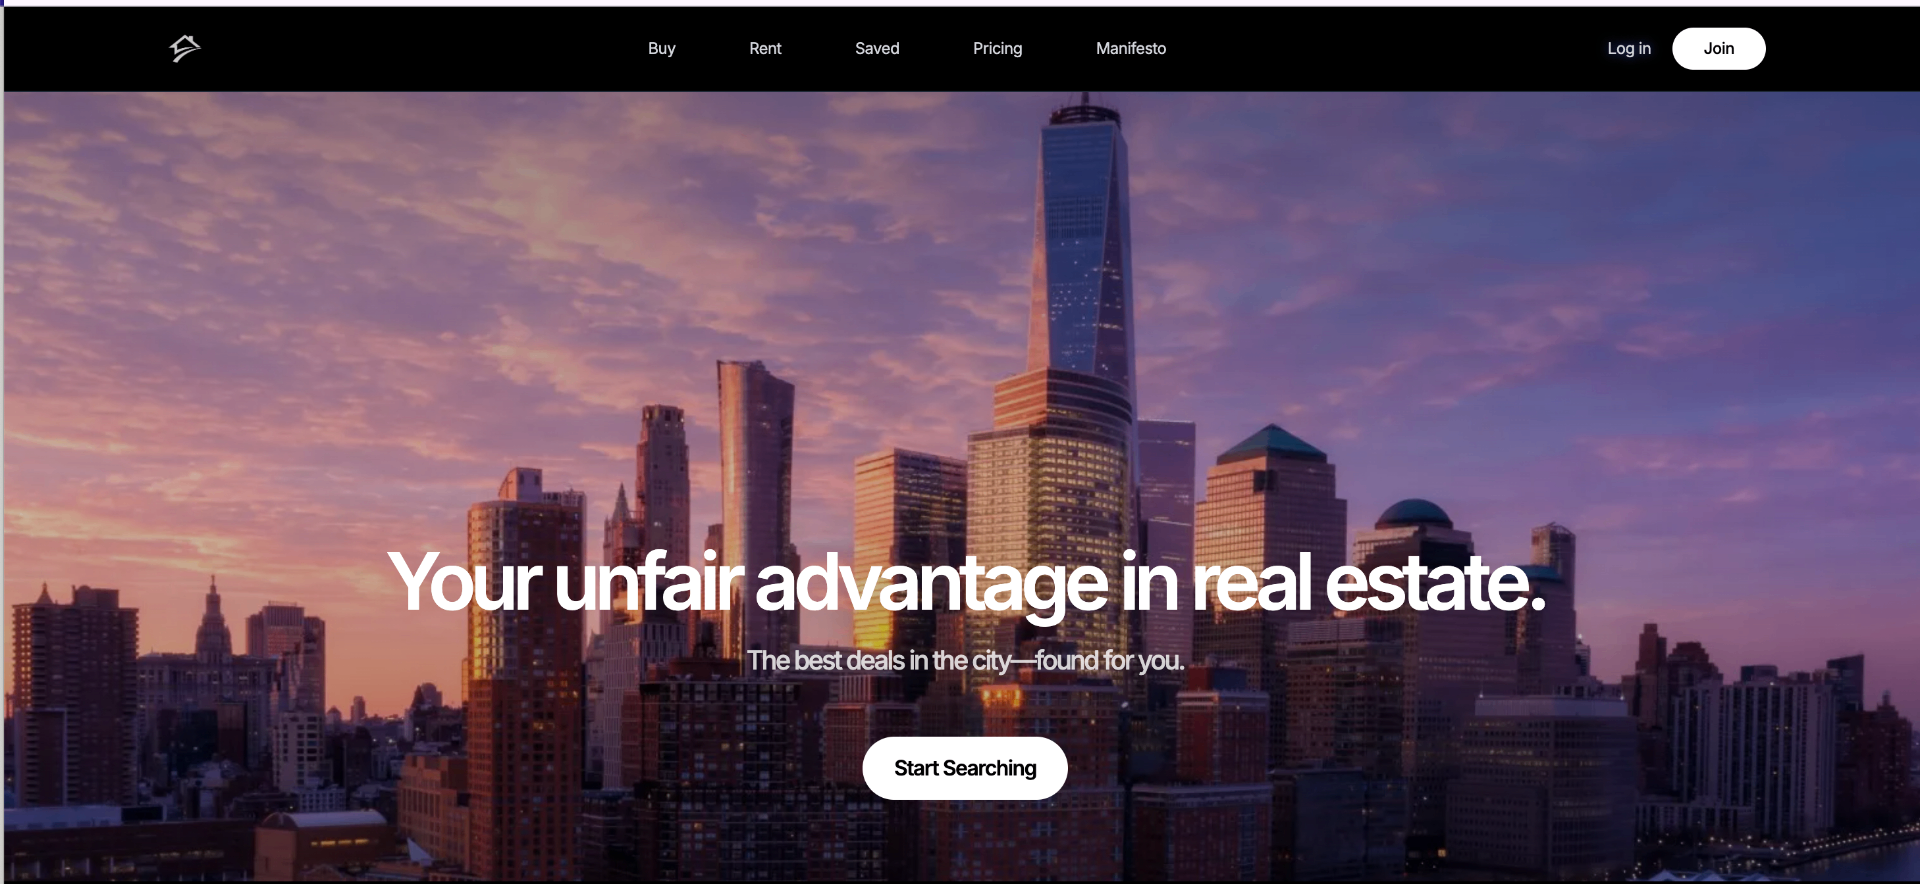 Buy
Rent
Saved
Pricing
Manifesto
Log in
Join
Your unfair advantage in real estate.
The best deals in the city—found for you.
Start Searching